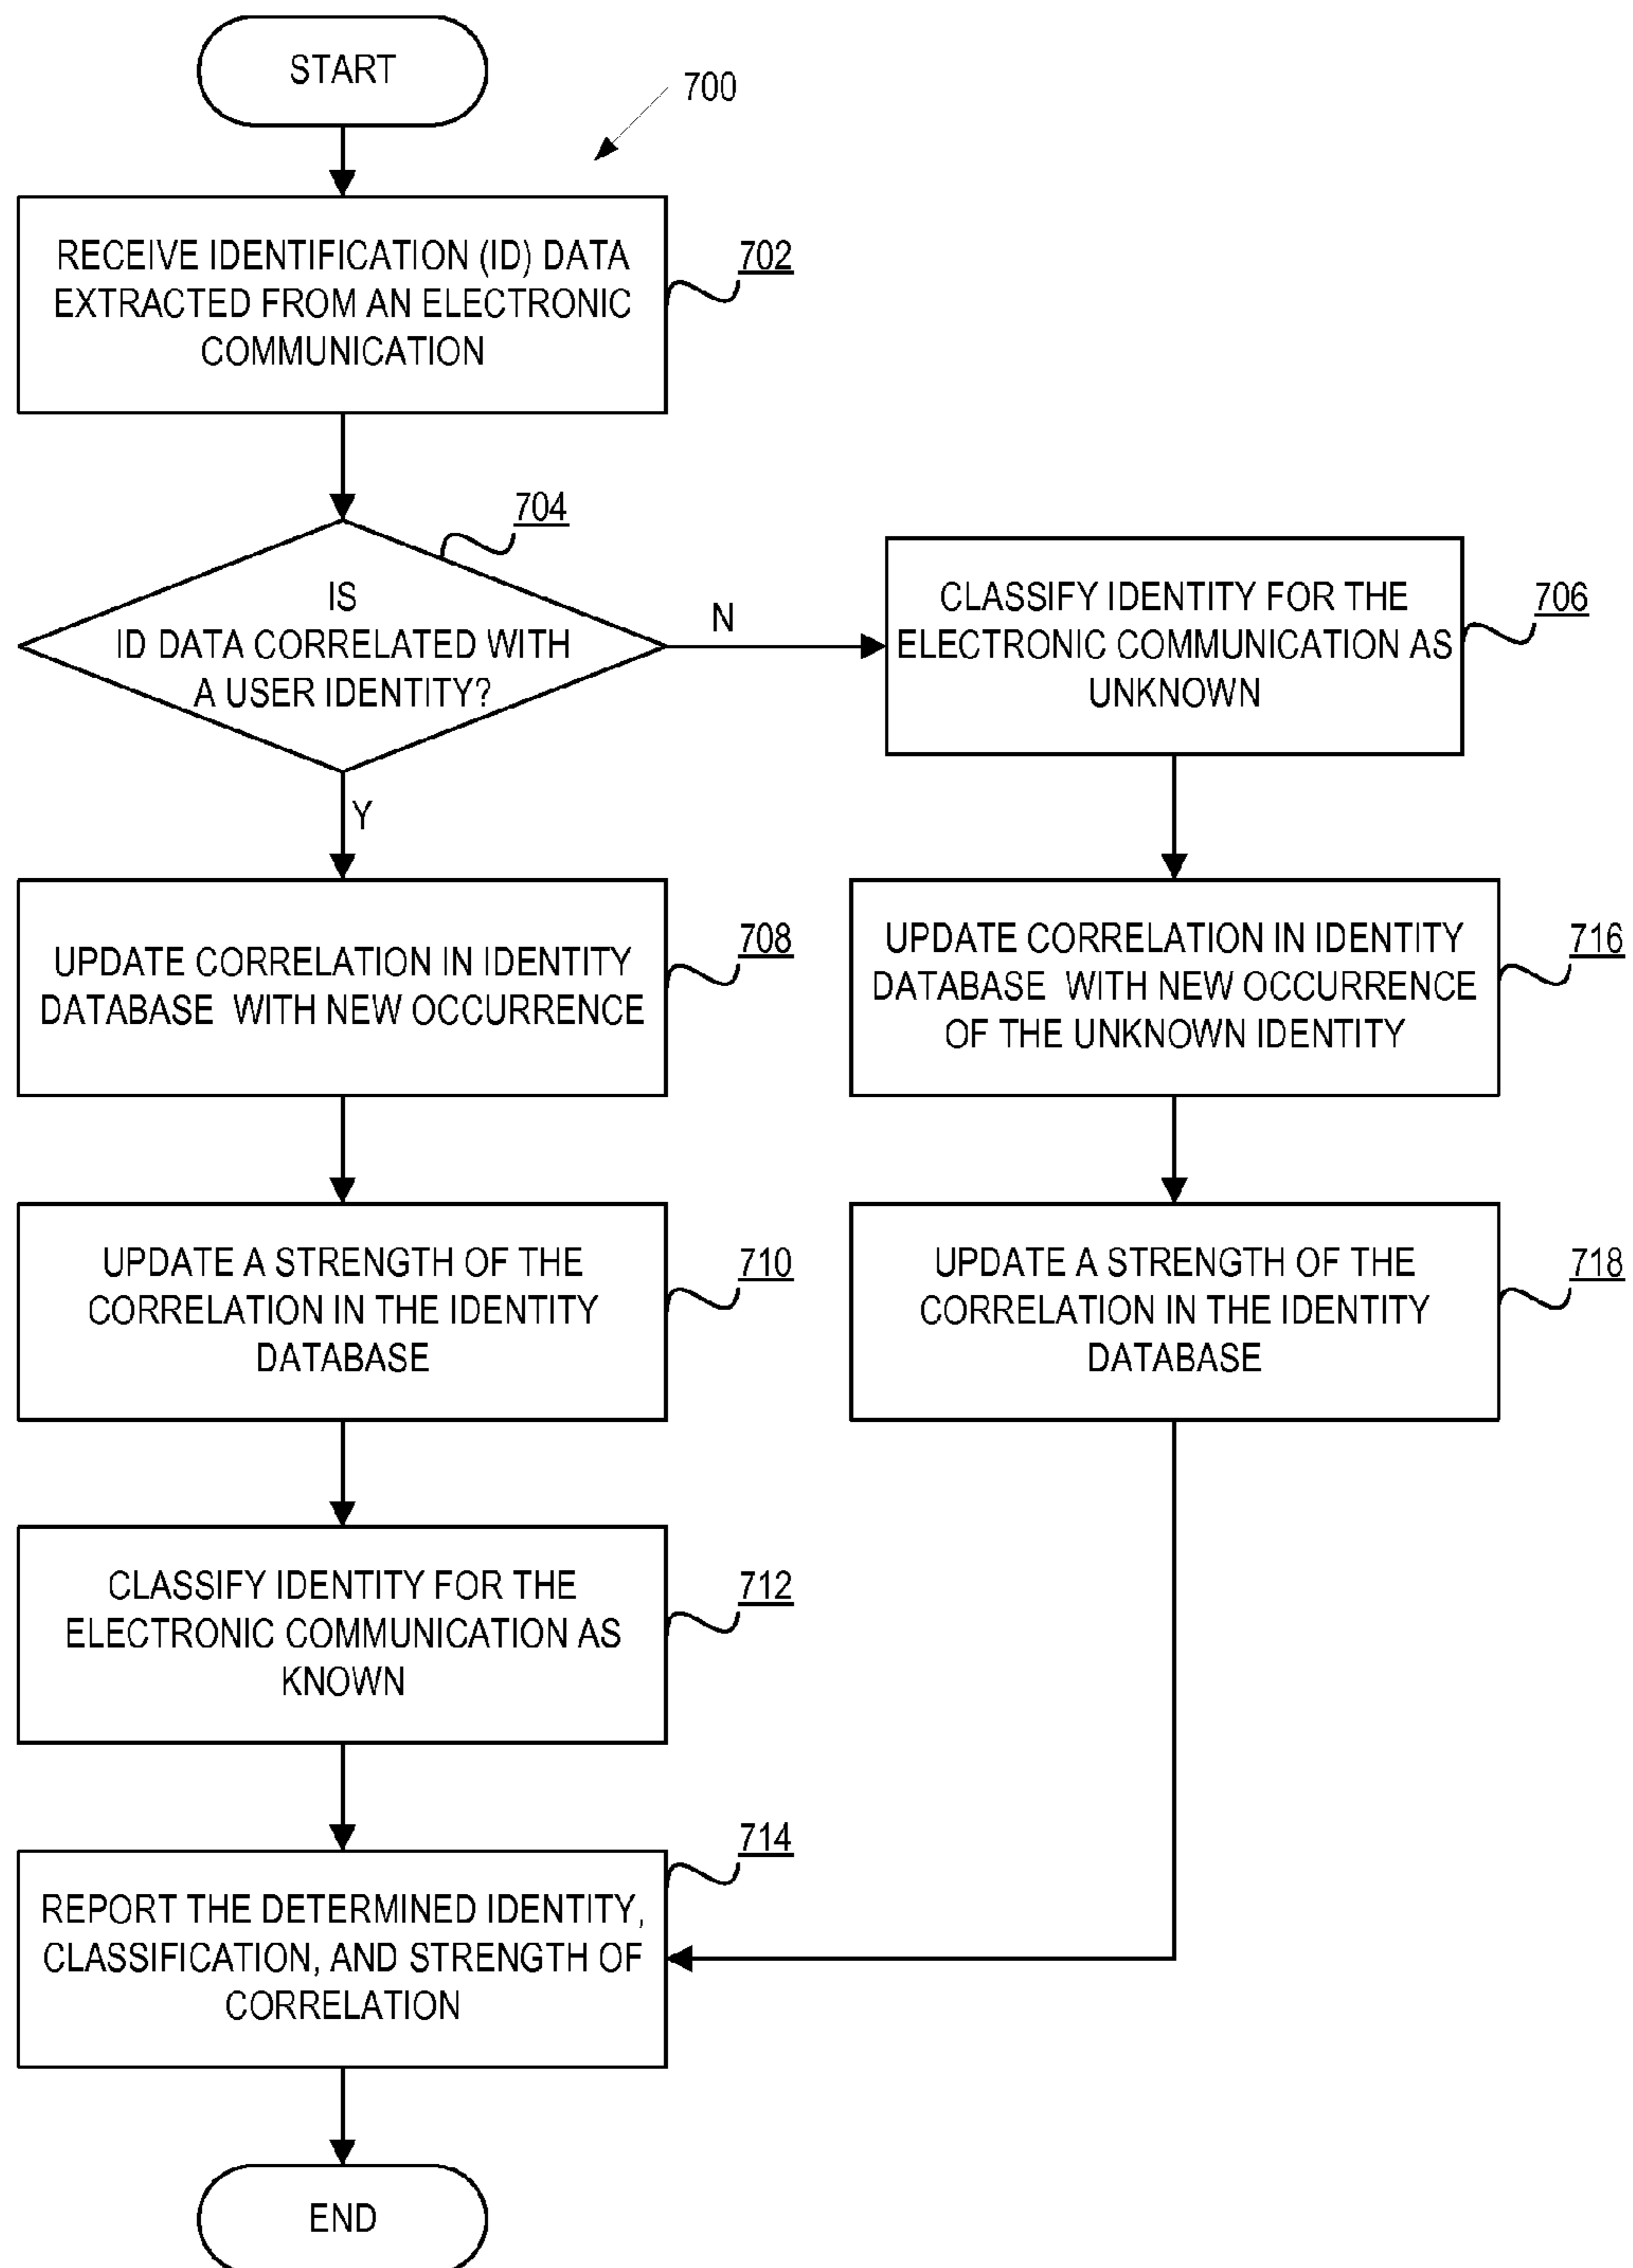 START
700
RECEIVE IDENTIFICATION (ID) DATA
EXTRACTED FROM AN ELECTRONIC
COMMUNICATION
702
704
IS
ID DATA CORRELATED WITH
A USER IDENTITY?
N
CLASSIFY IDENTITY FOR THE
ELECTRONIC COMMUNICATION AS
UNKNOWN
706
Y
UPDATE CORRELATION IN IDENTITY
DATABASE WITH NEW OCCURRENCE
708
UPDATE CORRELATION IN IDENTITY
DATABASE WITH NEW OCCURRENCE
OF THE UNKNOWN IDENTITY
716
UPDATE A STRENGTH OF THE
CORRELATION IN THE IDENTITY
DATABASE
710
UPDATE A STRENGTH OF THE
CORRELATION IN THE IDENTITY
DATABASE
718
CLASSIFY IDENTITY FOR THE
ELECTRONIC COMMUNICATION AS
KNOWN
712
714
REPORT THE DETERMINED IDENTITY,
CLASSIFICATION, AND STRENGTH OF
CORRELATION
END